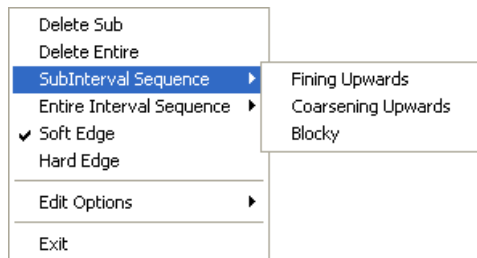 Delete Sub
Delete Entire
SubInterval Sequence
Fining Upwards
Entire Interval Sequence
Coarsening Upwards
Soft Edge
Blocky
Hard Edge
Edit Options
Exit